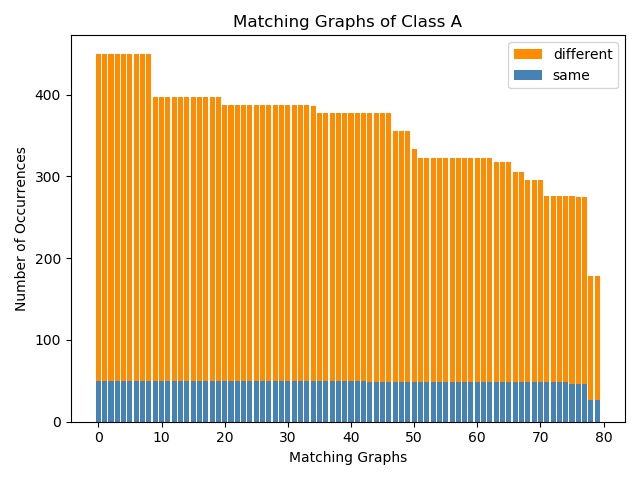 Matching Graphs of Class A
different
same
Number of Occurrences
400
300
200
100
0
0 10 20 30 40 50 60 70 80
Matching Graphs